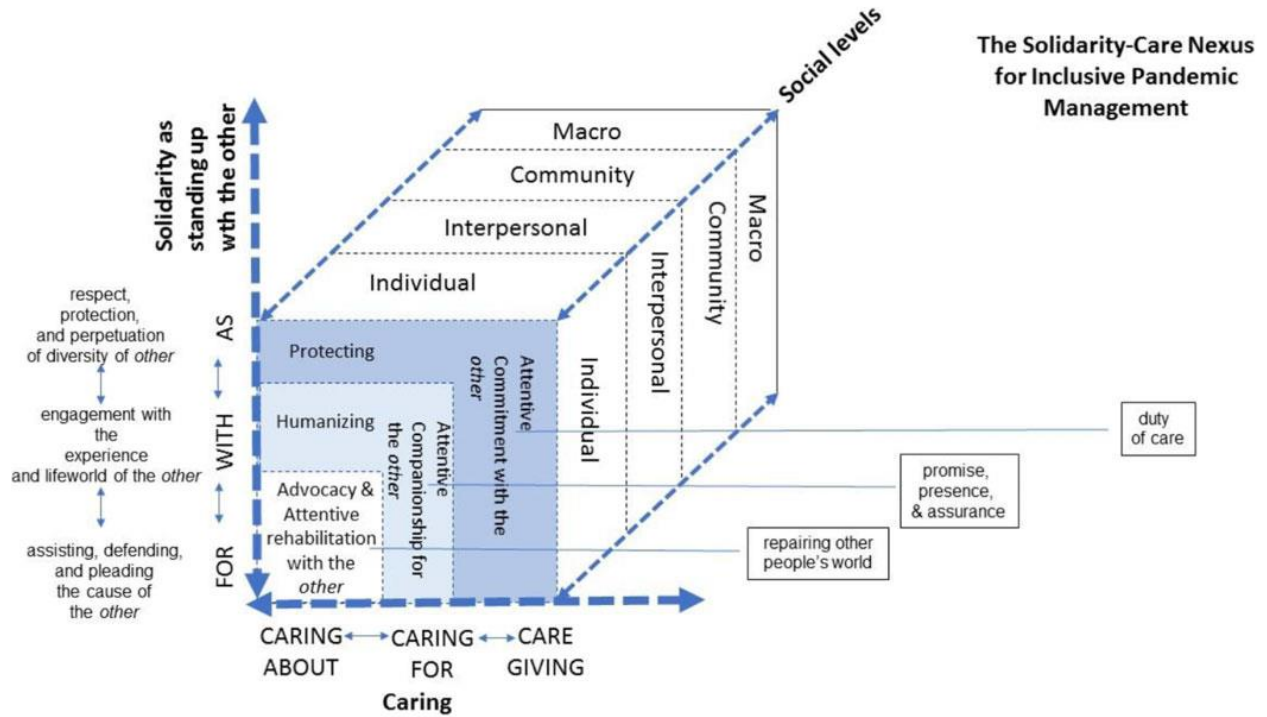 The Solidarity-Care Nexus
for Inclusive Pandemic
Management
Social levels
Solidarity as
standing up
wth the other
Macro
Community
Interpersonal
Individual
Macro
Community
Interpersonal
Individual
respect,
protection,
and perpetuation
of diversity of other
engagement with
the
experience
and lifeworld of the other
assisting, defending,
and pleading
the cause of
the other
AS
WITH
FOR
Protecting
Attentive
Commitment with the
other
Humanizing
Attentive
Companionship for
the other
Advocacy &
Attentive
rehabilitation
with the
other
duty
of care
promise,
presence,
& assurance
repairing other
people's world
CARING
ABOUT
CARING
FOR
CARE
GIVING
Caring